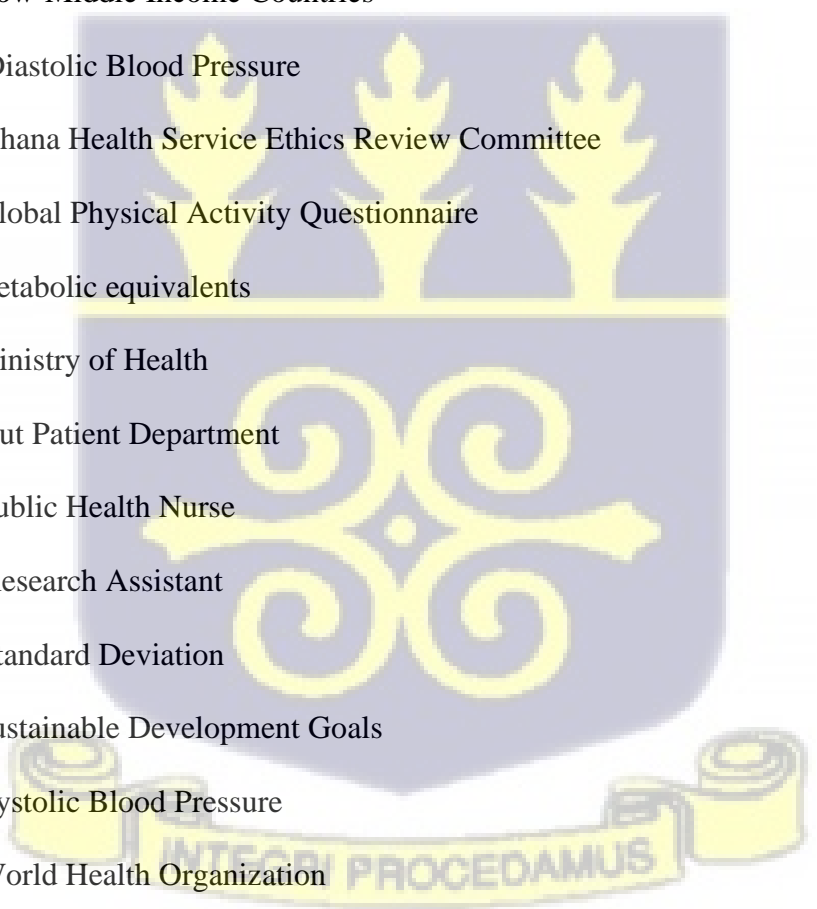 Low-Middle Income Countries
Diastolic Blood Pressure
hana Health Service Ethics Review Committee
lobal Physical Activity Questionnaire
etabolic equivalents
inistry of Health
ut Patient Department
ublic Health Nurse
esearch Assistant
tandard Deviation
ustainable Development Goals
ystolic Blood Pressure
World Health Organization
INTEGRI PROCEDAMUS